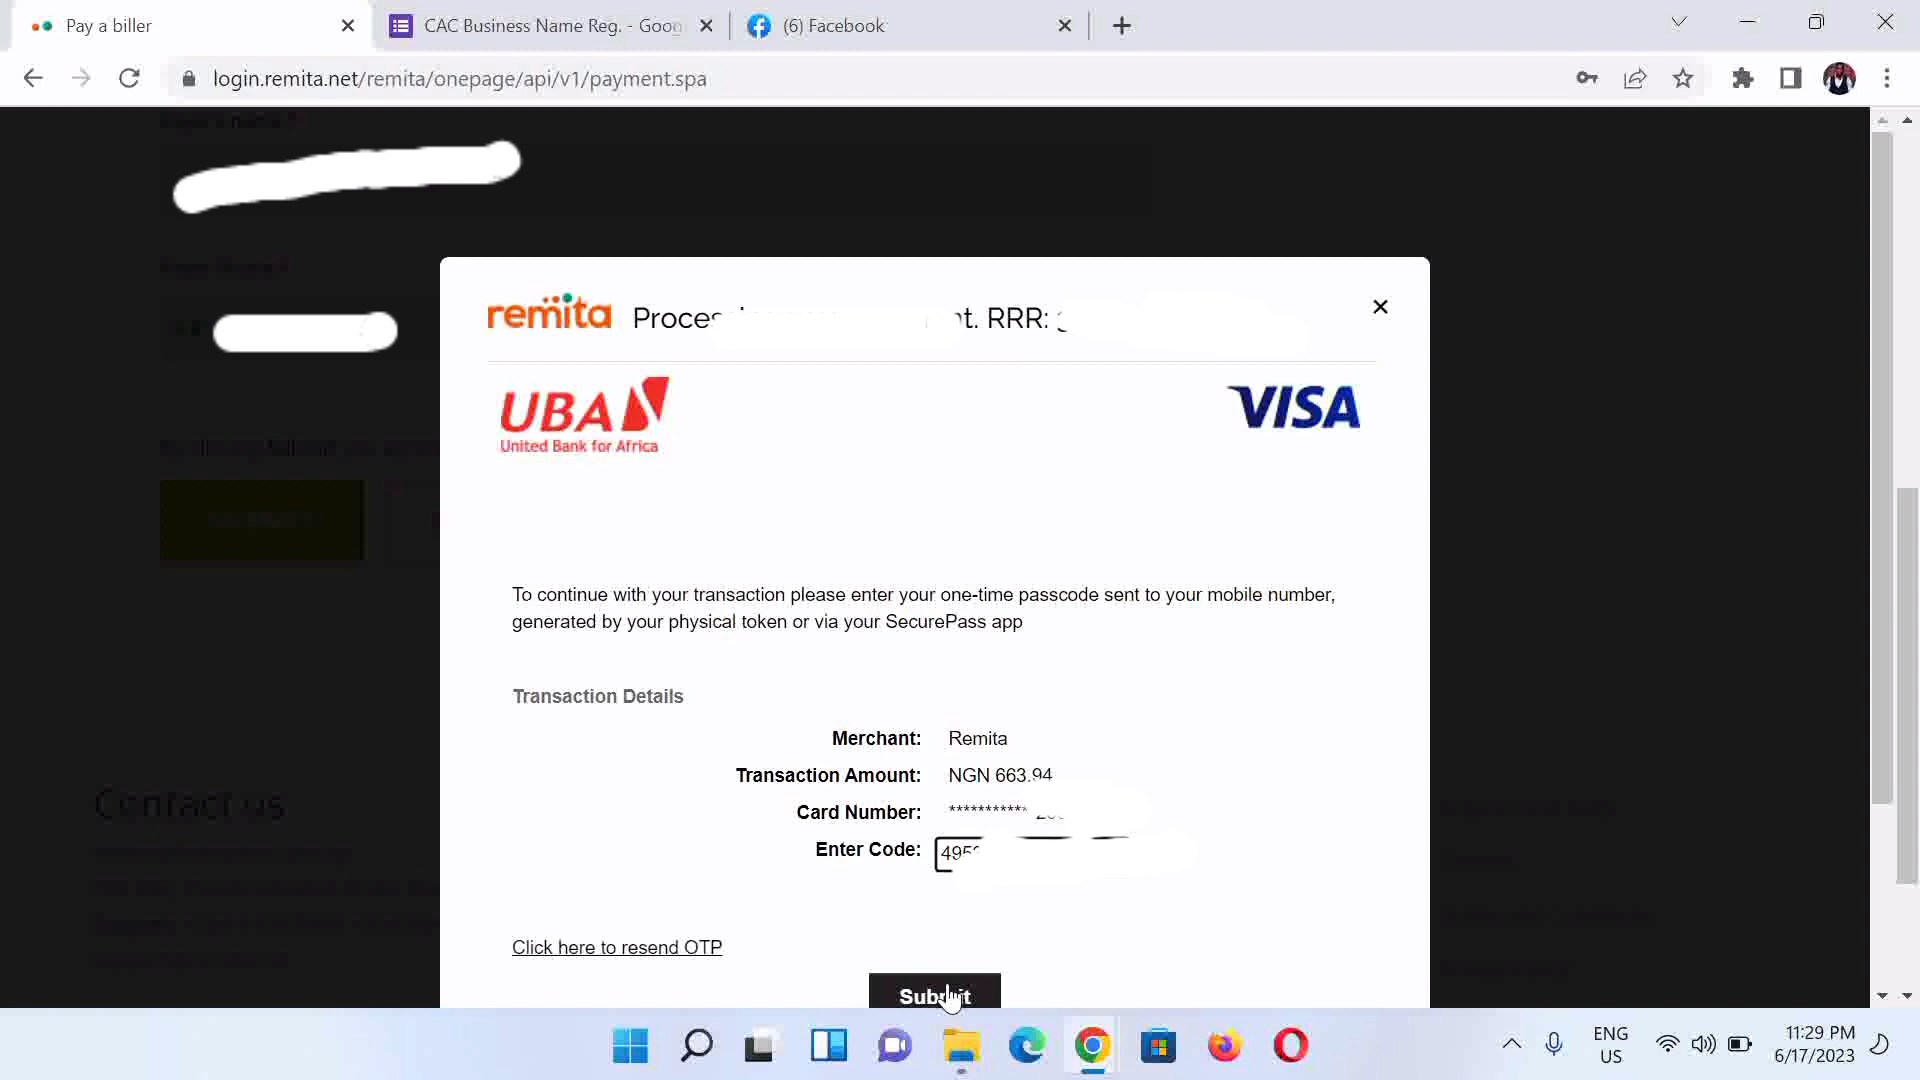 Pay a biller
CAC Business Name Reg. - Goog
(6) Facebook
login.remita.net/remita/onepage/api/v1/payment.spa
remita
RRR:
UBA
United Bank for Africa
VISA
To continue with your transaction please enter your one-time passcode sent to your mobile number,
generated by your physical token or via your SecurePass app
Transaction Details
Merchant: Remita
Transaction Amount: NGN 663.94
Card Number: ************
Enter Code:
Click here to resend OTP
Submit
Contact us
ENG
US
11:29 PM
6/17/2023